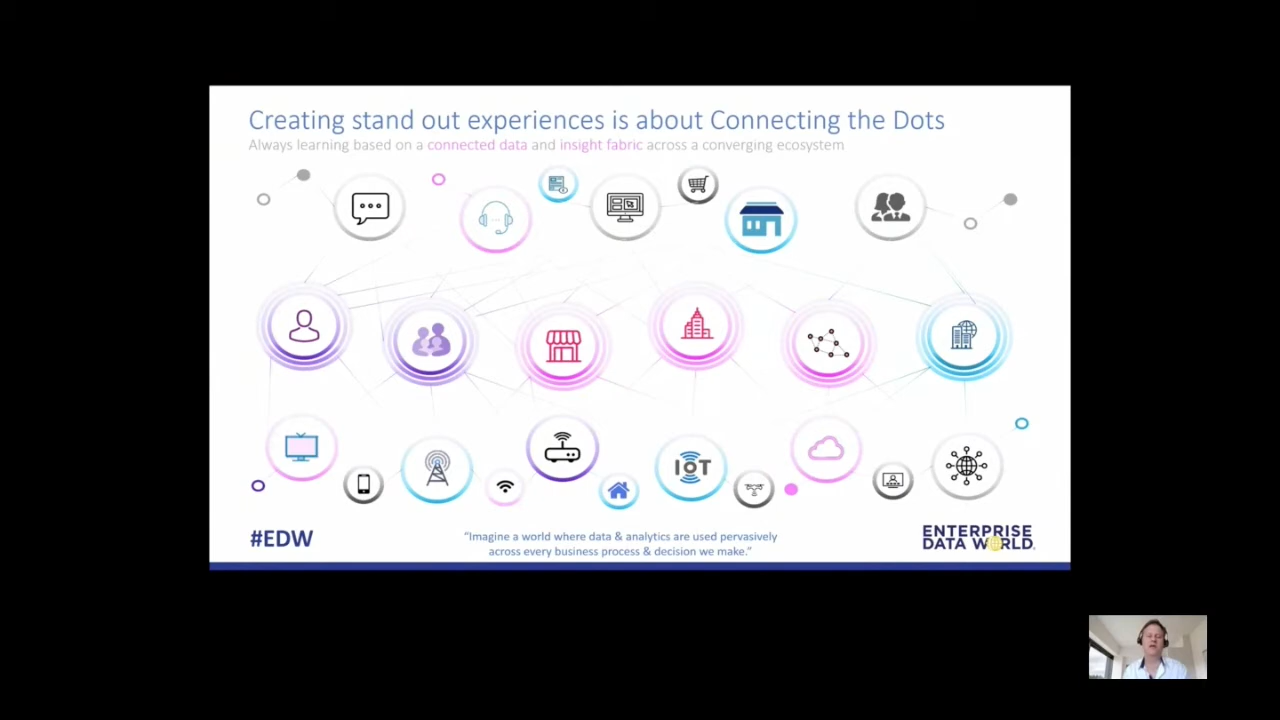 Creating stand out experiences is about Connecting the Dots
Always learning based on a connected data and insight fabric across a converging ecosystem
IoT
#EDW
“Imagine a world where data & analytics are used pervasively
across every business process & decision we make.”
ENTERPRISE
DATA WORLD.